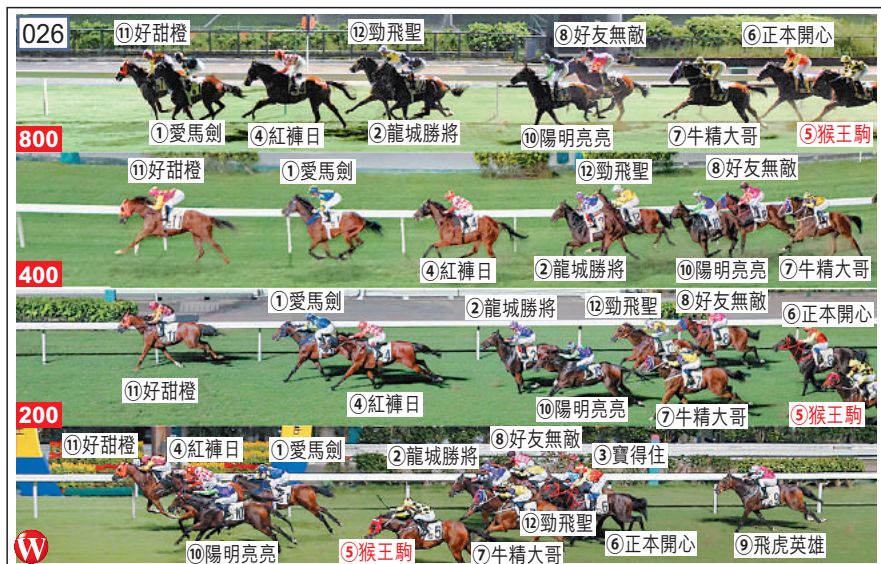 026
⑪好甜橙
⑫勁飛聖
⑧好友無敵
⑥正本開心
①愛馬劍
④紅褲日
②龍城勝將
⑩陽明亮亮
⑦牛精大哥
⑤猴王駒
800
⑪好甜橙
①愛馬劍
⑫勁飛聖
⑧好友無敵
④紅褲日
②龍城勝將
⑩陽明亮亮
⑦牛精大哥
400
①愛馬劍
②龍城勝將
⑫勁飛聖
⑧好友無敵
⑥正本開心
⑪好甜橙
④紅褲日
⑩陽明亮亮
⑦牛精大哥
⑤猴王駒
200
⑪好甜橙
④紅褲日
①愛馬劍
②龍城勝將
⑧好友無敵
③寶得住
⑫勁飛聖
⑩陽明亮亮
⑤猴王駒
⑦牛精大哥
⑥正本開心
⑨飛虎英雄
W